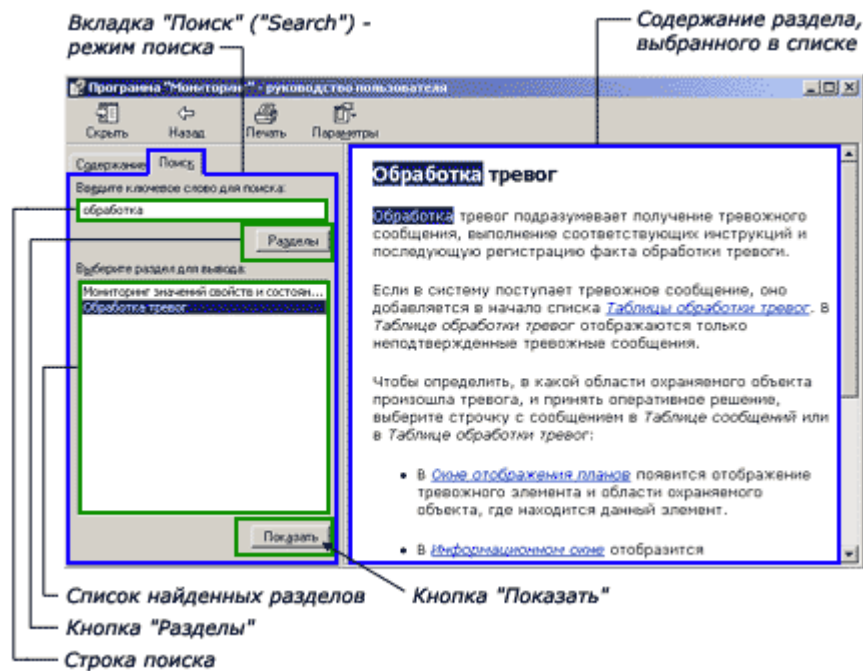 Вкладка "Поиск" ("Search") -
режим поиска
Содержание раздела,
выбранного в списке
Программа "Мониторинг" - руководство пользователя
Скрыть Назад Печать Параметры
Содержание Поиск
Введите ключевое слово для поиска:
обработка
Разделы
Выберите раздел для вывода:
Мониторинг значений свойств и состоян...
Обработка тревог
Показать
Обработка тревог
Обработка тревог подразумевает получение тревожного
сообщения, выполнение соответствующих инструкций и
последующую регистрацию факта обработки тревоги.
Если в систему поступает тревожное сообщение, оно
добавляется в начало списка Таблицы обработки тревог. В
Таблице обработки тревог отображаются только
неподтвержденные тревожные сообщения.
Чтобы определить, в какой области охраняемого объекта
произошла тревога, и принять оперативное решение,
выберите строчку с сообщением в Таблице сообщений или
в Таблице обработки тревог:
• В Окне отображения планов появится отображение
тревожного элемента и области охраняемого
объекта, где находится данный элемент.
• В Информационном окне отобразится
Список найденных разделов
Кнопка "Показать"
Кнопка "Разделы"
Строка поиска